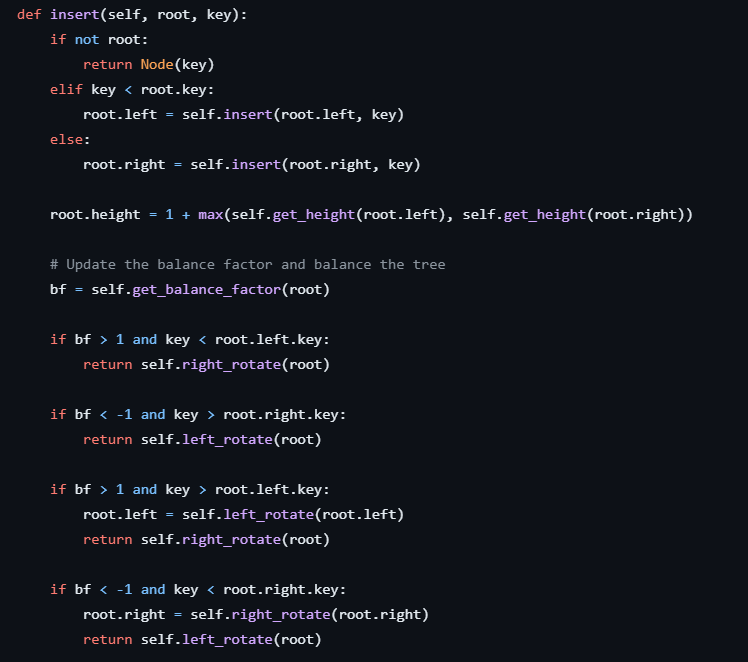 def insert(self, root, key):
    if not root:
        return Node(key)
    elif key < root.key:
        root.left = self.insert(root.left, key)
    else:
        root.right = self.insert(root.right, key)

    root.height = 1 + max(self.get_height(root.left), self.get_height(root.right))

    # Update the balance factor and balance the tree
    bf = self.get_balance_factor(root)

    if bf > 1 and key < root.left.key:
        return self.right_rotate(root)

    if bf < -1 and key > root.right.key:
        return self.left_rotate(root)

    if bf > 1 and key > root.left.key:
        root.left = self.left_rotate(root.left)
        return self.right_rotate(root)

    if bf < -1 and key < root.right.key:
        root.right = self.right_rotate(root.right)
        return self.left_rotate(root)